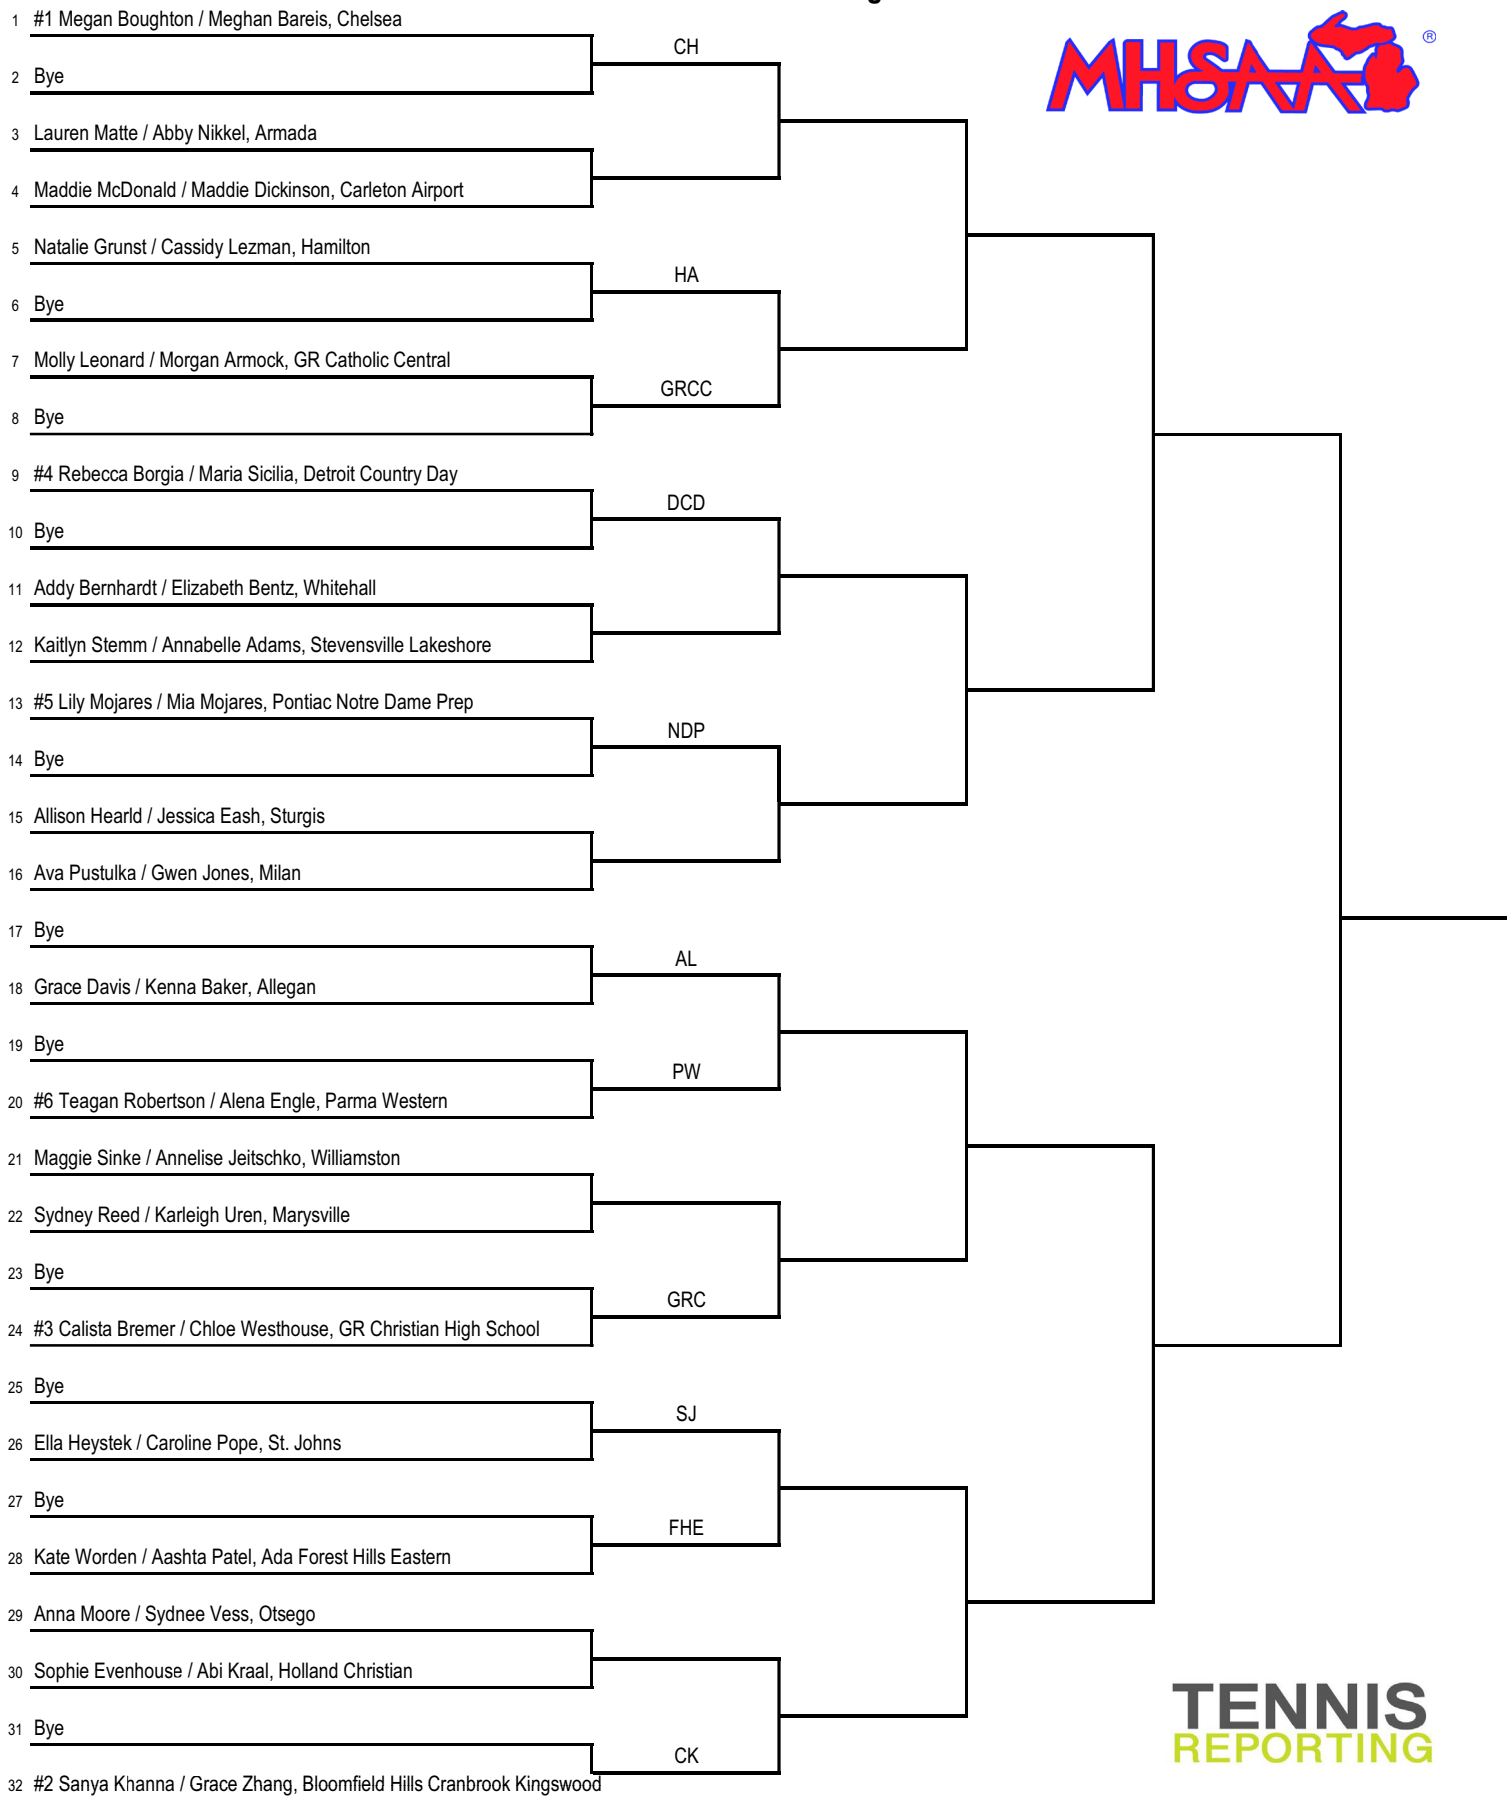 1 #1 Megan Boughton / Meghan Bareis, Chelsea
CH
MHSAA ®
2 Bye
3 Lauren Matte / Abby Nikkel, Armada
4 Maddie McDonald / Maddie Dickinson, Carleton Airport
5 Natalie Grunst / Cassidy Lezman, Hamilton
HA
6 Bye
7 Molly Leonard / Morgan Armock, GR Catholic Central
GRCC
8 Bye
9 #4 Rebecca Borgia / Maria Sicilia, Detroit Country Day
DCD
10 Bye
11 Addy Bernhardt / Elizabeth Bentz, Whitehall
12 Kaitlyn Stemm / Annabelle Adams, Stevensville Lakeshore
13 #5 Lily Mojares / Mia Mojares, Pontiac Notre Dame Prep
NDP
14 Bye
15 Allison Hearld / Jessica Eash, Sturgis
16 Ava Pustulka / Gwen Jones, Milan
17 Bye
AL
18 Grace Davis / Kenna Baker, Allegan
19 Bye
PW
20 #6 Teagan Robertson / Alena Engle, Parma Western
21 Maggie Sinke / Annelise Jeitschko, Williamston
22 Sydney Reed / Karleigh Uren, Marysville
23 Bye
GRC
24 #3 Calista Bremer / Chloe Westhouse, GR Christian High School
25 Bye
SJ
26 Ella Heystek / Caroline Pope, St. Johns
27 Bye
FHE
28 Kate Worden / Aashta Patel, Ada Forest Hills Eastern
29 Anna Moore / Sydnee Vess, Otsego
30 Sophie Evenhouse / Abi Kraal, Holland Christian
31 Bye
CK
32 #2 Sanya Khanna / Grace Zhang, Bloomfield Hills Cranbrook Kingswood
TENNIS
REPORTING